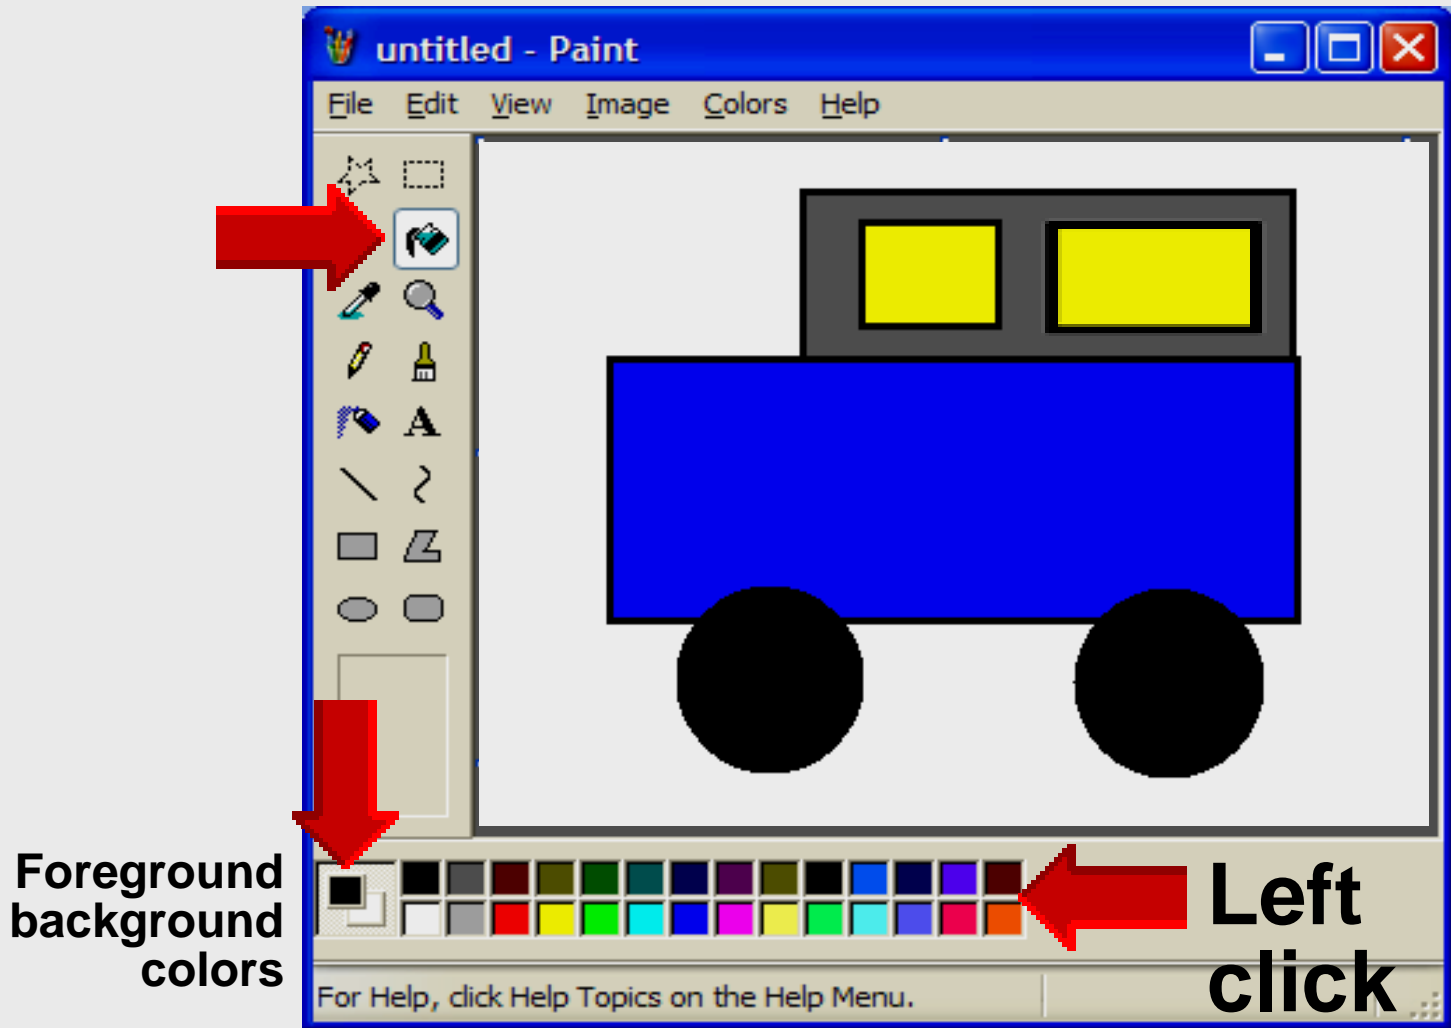 untitled - Paint
File Edit View Image Colors Help
A
Foreground
background
colors
Left
click
For Help, click Help Topics on the Help Menu.